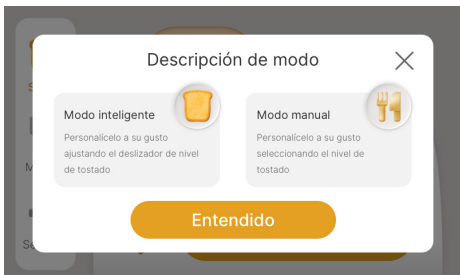 Descripción de modo
Modo inteligente
Personalícelo a su gusto
ajustando el deslizador de nivel
de tostado
Modo manual
Personalícelo a su gusto
seleccionando el nivel de
tostado
Entendido